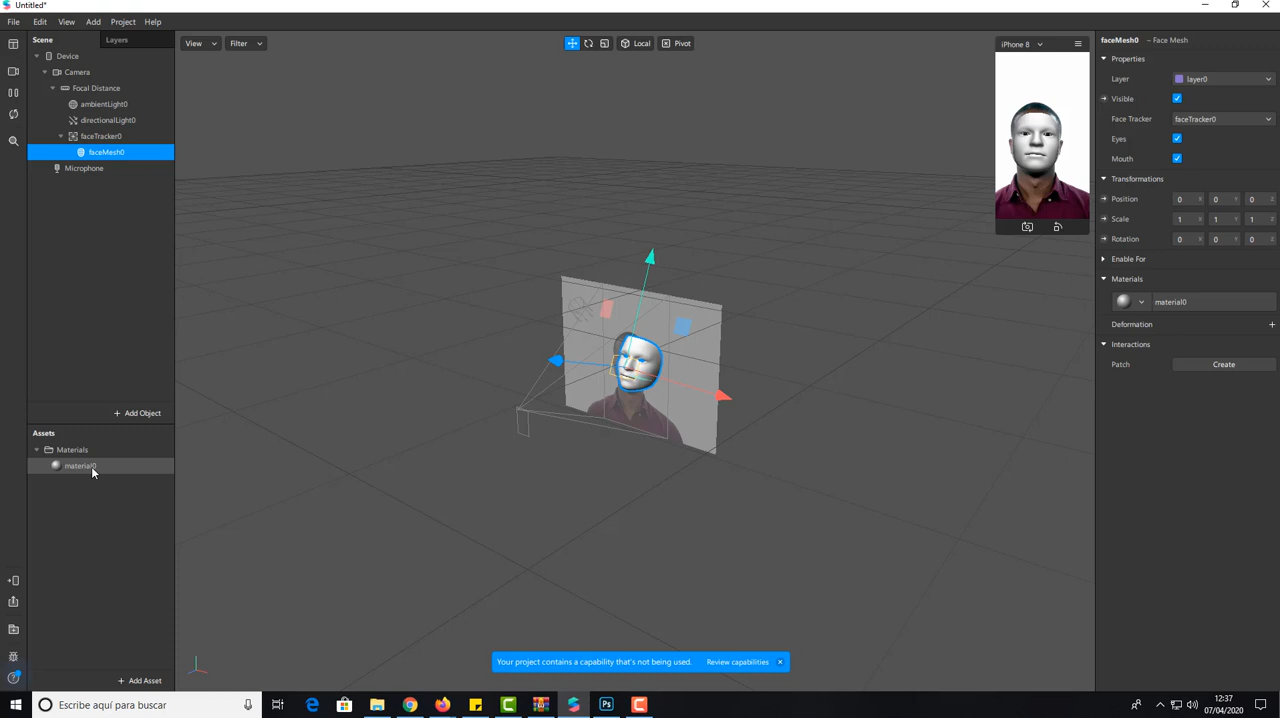 Untitled*
File Edit View Add Project Help
Scene Layers
Device
Camera
Focal Distance
ambientLight0
directionalLight0
faceTracker0
faceMesh0
Microphone
+ Add Object
Assets
Materials
material0
+ Add Asset
View Filter
Local Pivot
iPhone 8
Your project contains a capability that's not being used. Review capabilities
faceMesh0 – Face Mesh
Properties
Layer layer0
Visible
Face Tracker faceTracker0
Eyes
Mouth
Transformations
Position 0 X 0 Y 0 Z
Scale 1 X 1 Y 1 Z
Rotation 0 X 0 Y 0 Z
Enable For
Materials
material0
Deformation +
Interactions
Patch Create
Escribe aquí para buscar
12:37
07/04/2020